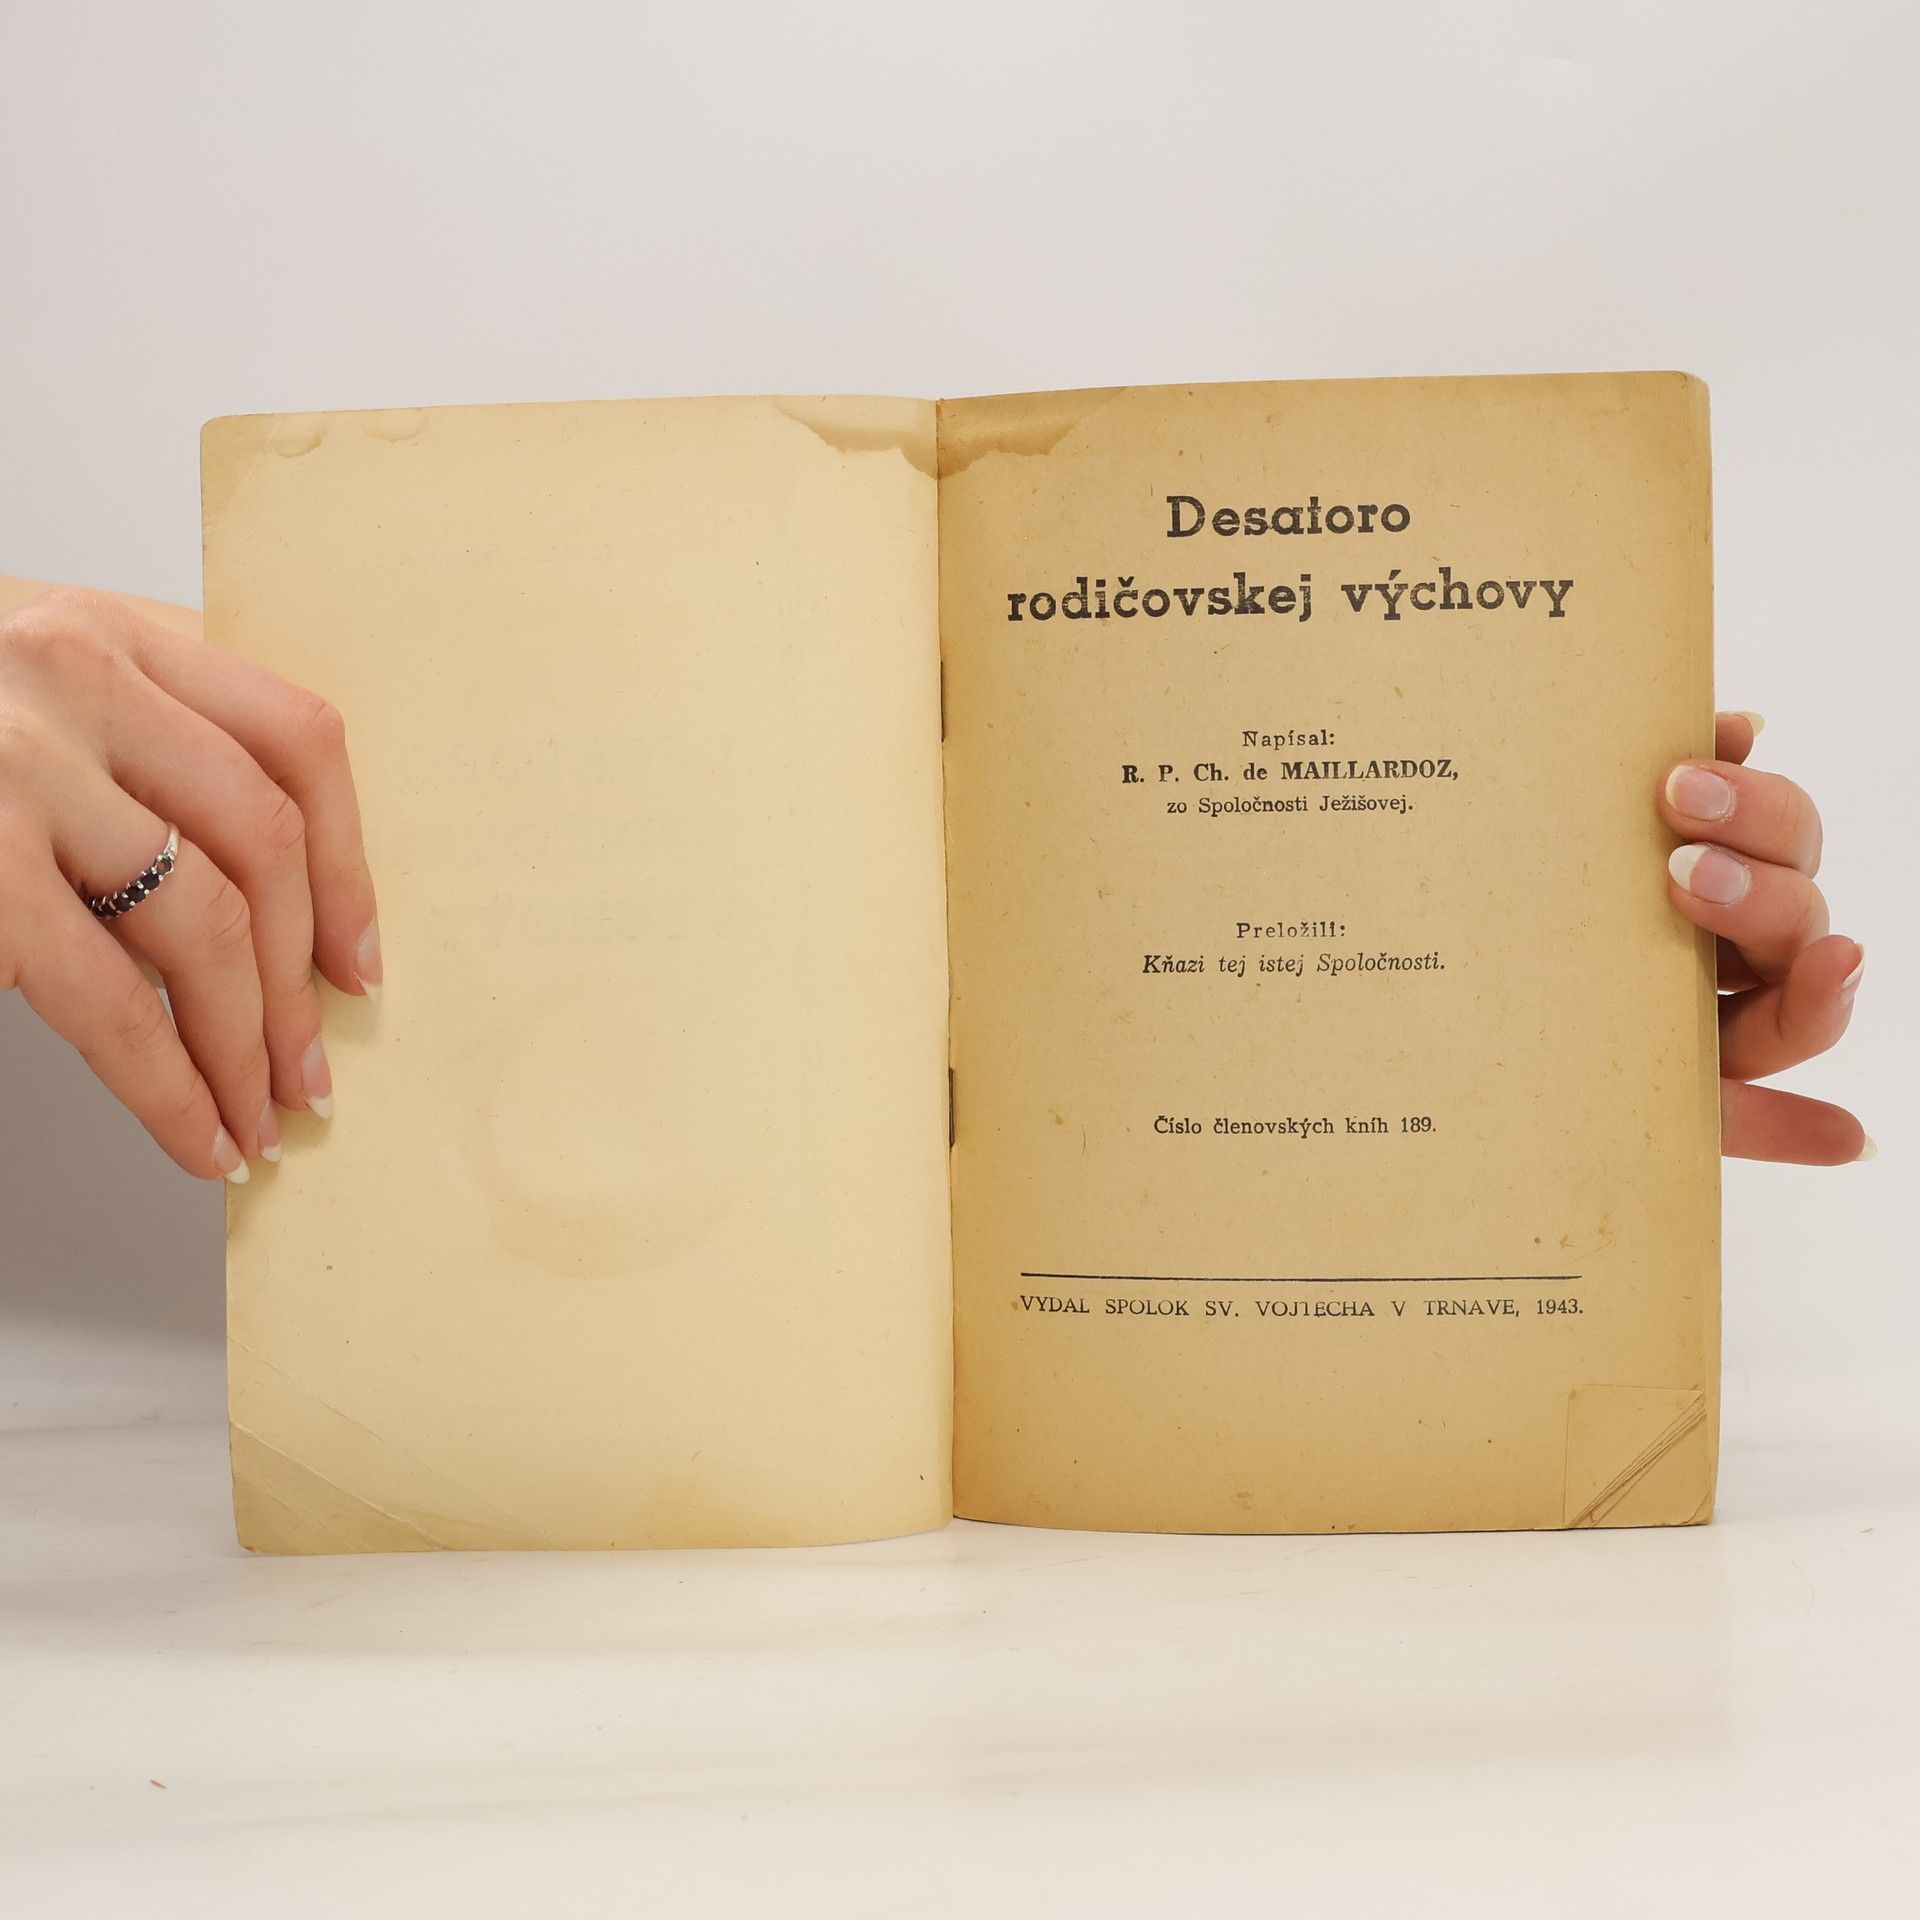 Desatoro
rodičovskej výchovy
Napísal:
R. P. Ch. de MAILLARDOZ,
zo Spoločnosti Ježišovej.
Preložili:
Kňazi tej istej Spoločnosti.
Číslo členovských kníh 189.
VYDAL SPOLOK SV. VOJTECHA V TRNAVE, 1943.